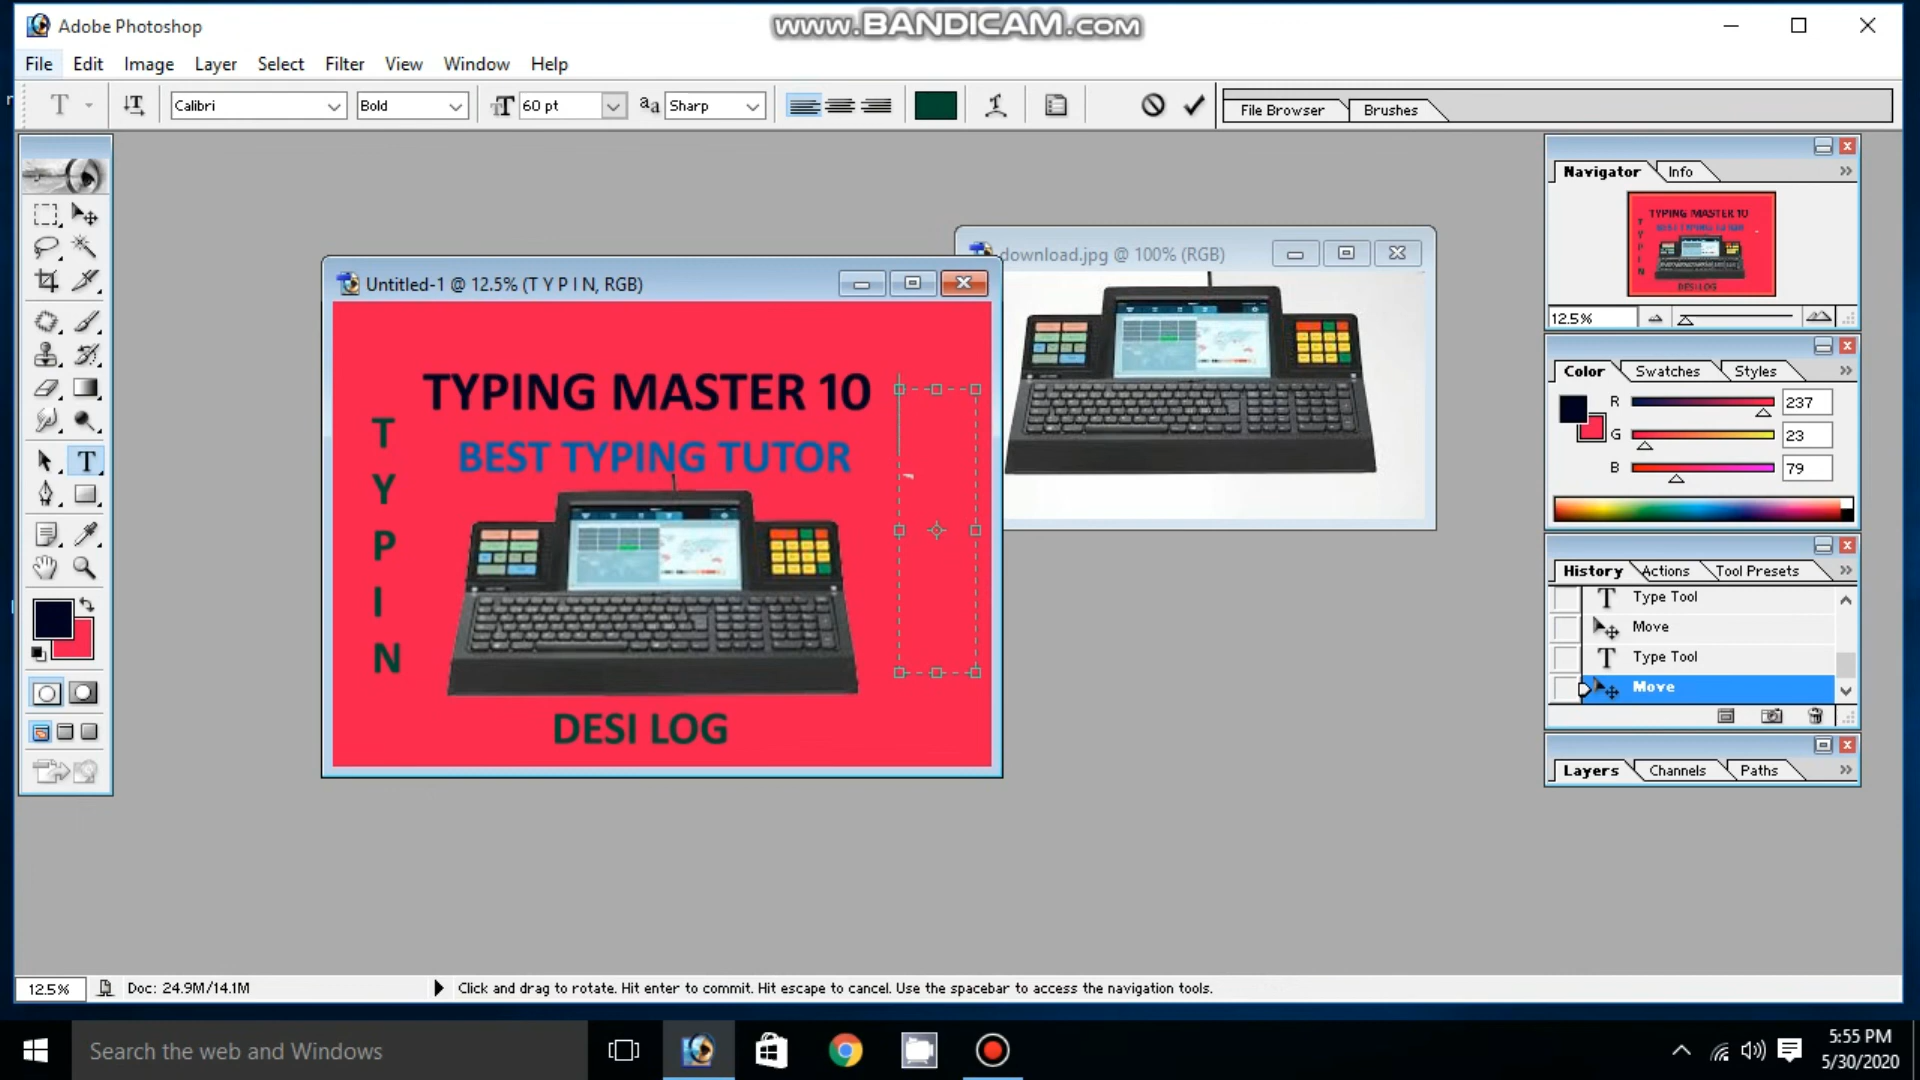 Adobe Photoshop
www.BANDICAM.com
File Edit Image Layer Select Filter View Window Help
T Calibri Bold 60 pt aa Sharp
File Browser Brushes
Navigator Info
12.5%
download.jpg @ 100% (RGB)
Untitled-1 @ 12.5% (T Y P I N, RGB)
TYPING MASTER 10
BEST TYPING TUTOR
T
Y
P
I
N
DESI LOG
Color Swatches Styles
R 237
G 23
B 79
History Actions Tool Presets
Type Tool
Move
Type Tool
Move
Layers Channels Paths
12.5% Doc: 24.9M/14.1M Click and drag to rotate. Hit enter to commit. Hit escape to cancel. Use the spacebar to access the navigation tools.
Search the web and Windows
5:55 PM
5/30/2020